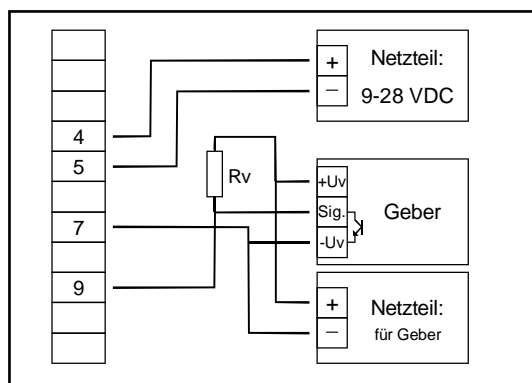 4
5
7
9
+
–
Netzteil:
9-28 VDC
Rv
+Uv
Sig.
-Uv
Geber
+
–
Netzteil:
für Geber